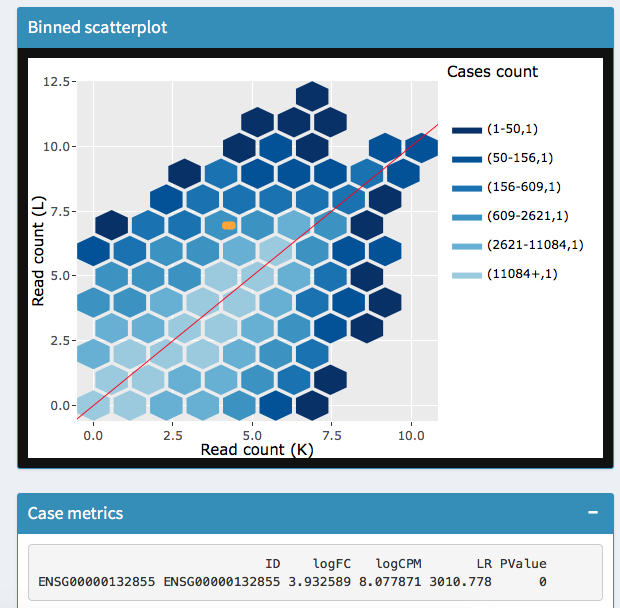 Binned scatterplot
Cases count
12.5
10.0
7.5
5.0
2.5
0.0
Read count (L)
0.0 2.5 5.0 7.5 10.0
Read count (K)
(1-50,1)
(50-156,1)
(156-609,1)
(609-2621,1)
(2621-11084,1)
(11084+,1)
Case metrics
ID logFC logCPM LR PValue
ENSG00000132855 ENSG00000132855 3.932589 8.077871 3010.778 0